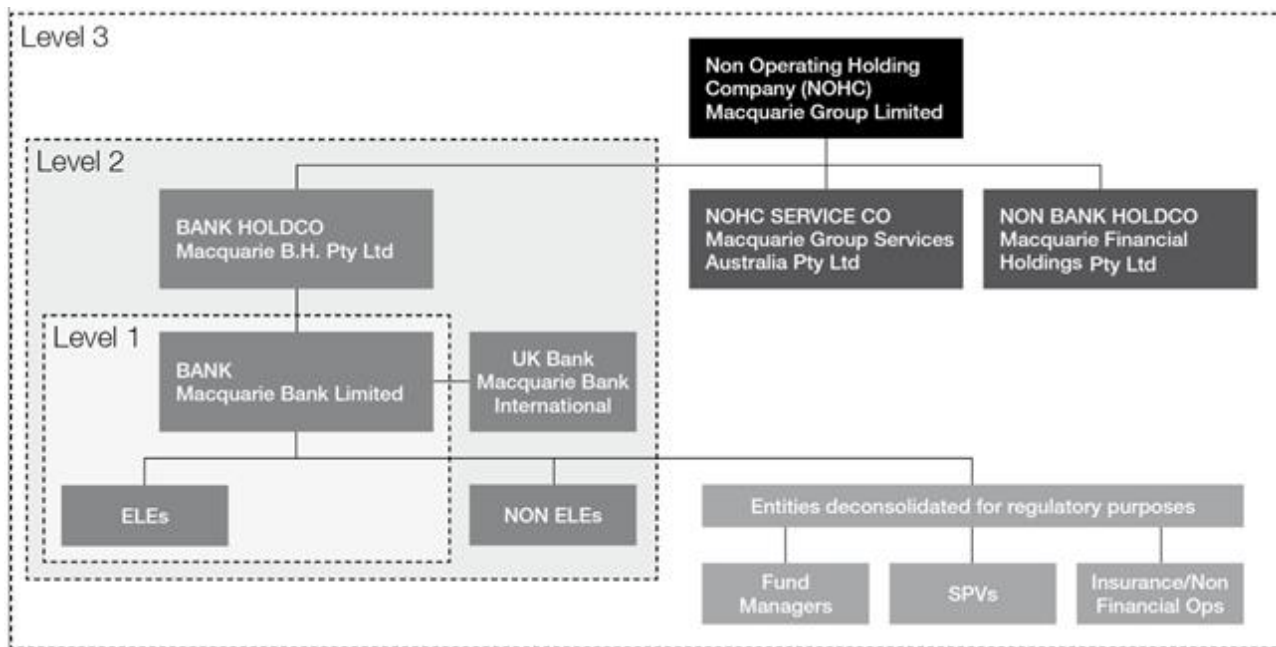 Level 3
Non Operating Holding
Company (NOHC)
Macquarie Group Limited
Level 2
BANK HOLDCO
Macquarie B.H. Pty Ltd
NOHC SERVICE CO
Macquarie Group Services
Australia Pty Ltd
NON BANK HOLDCO
Macquarie Financial
Holdings Pty Ltd
Level 1
BANK
Macquarie Bank Limited
UK Bank
Macquarie Bank
International
ELEs
NON ELEs
Entities deconsolidated for regulatory purposes
Fund
Managers
SPVs
Insurance/Non
Financial Ops